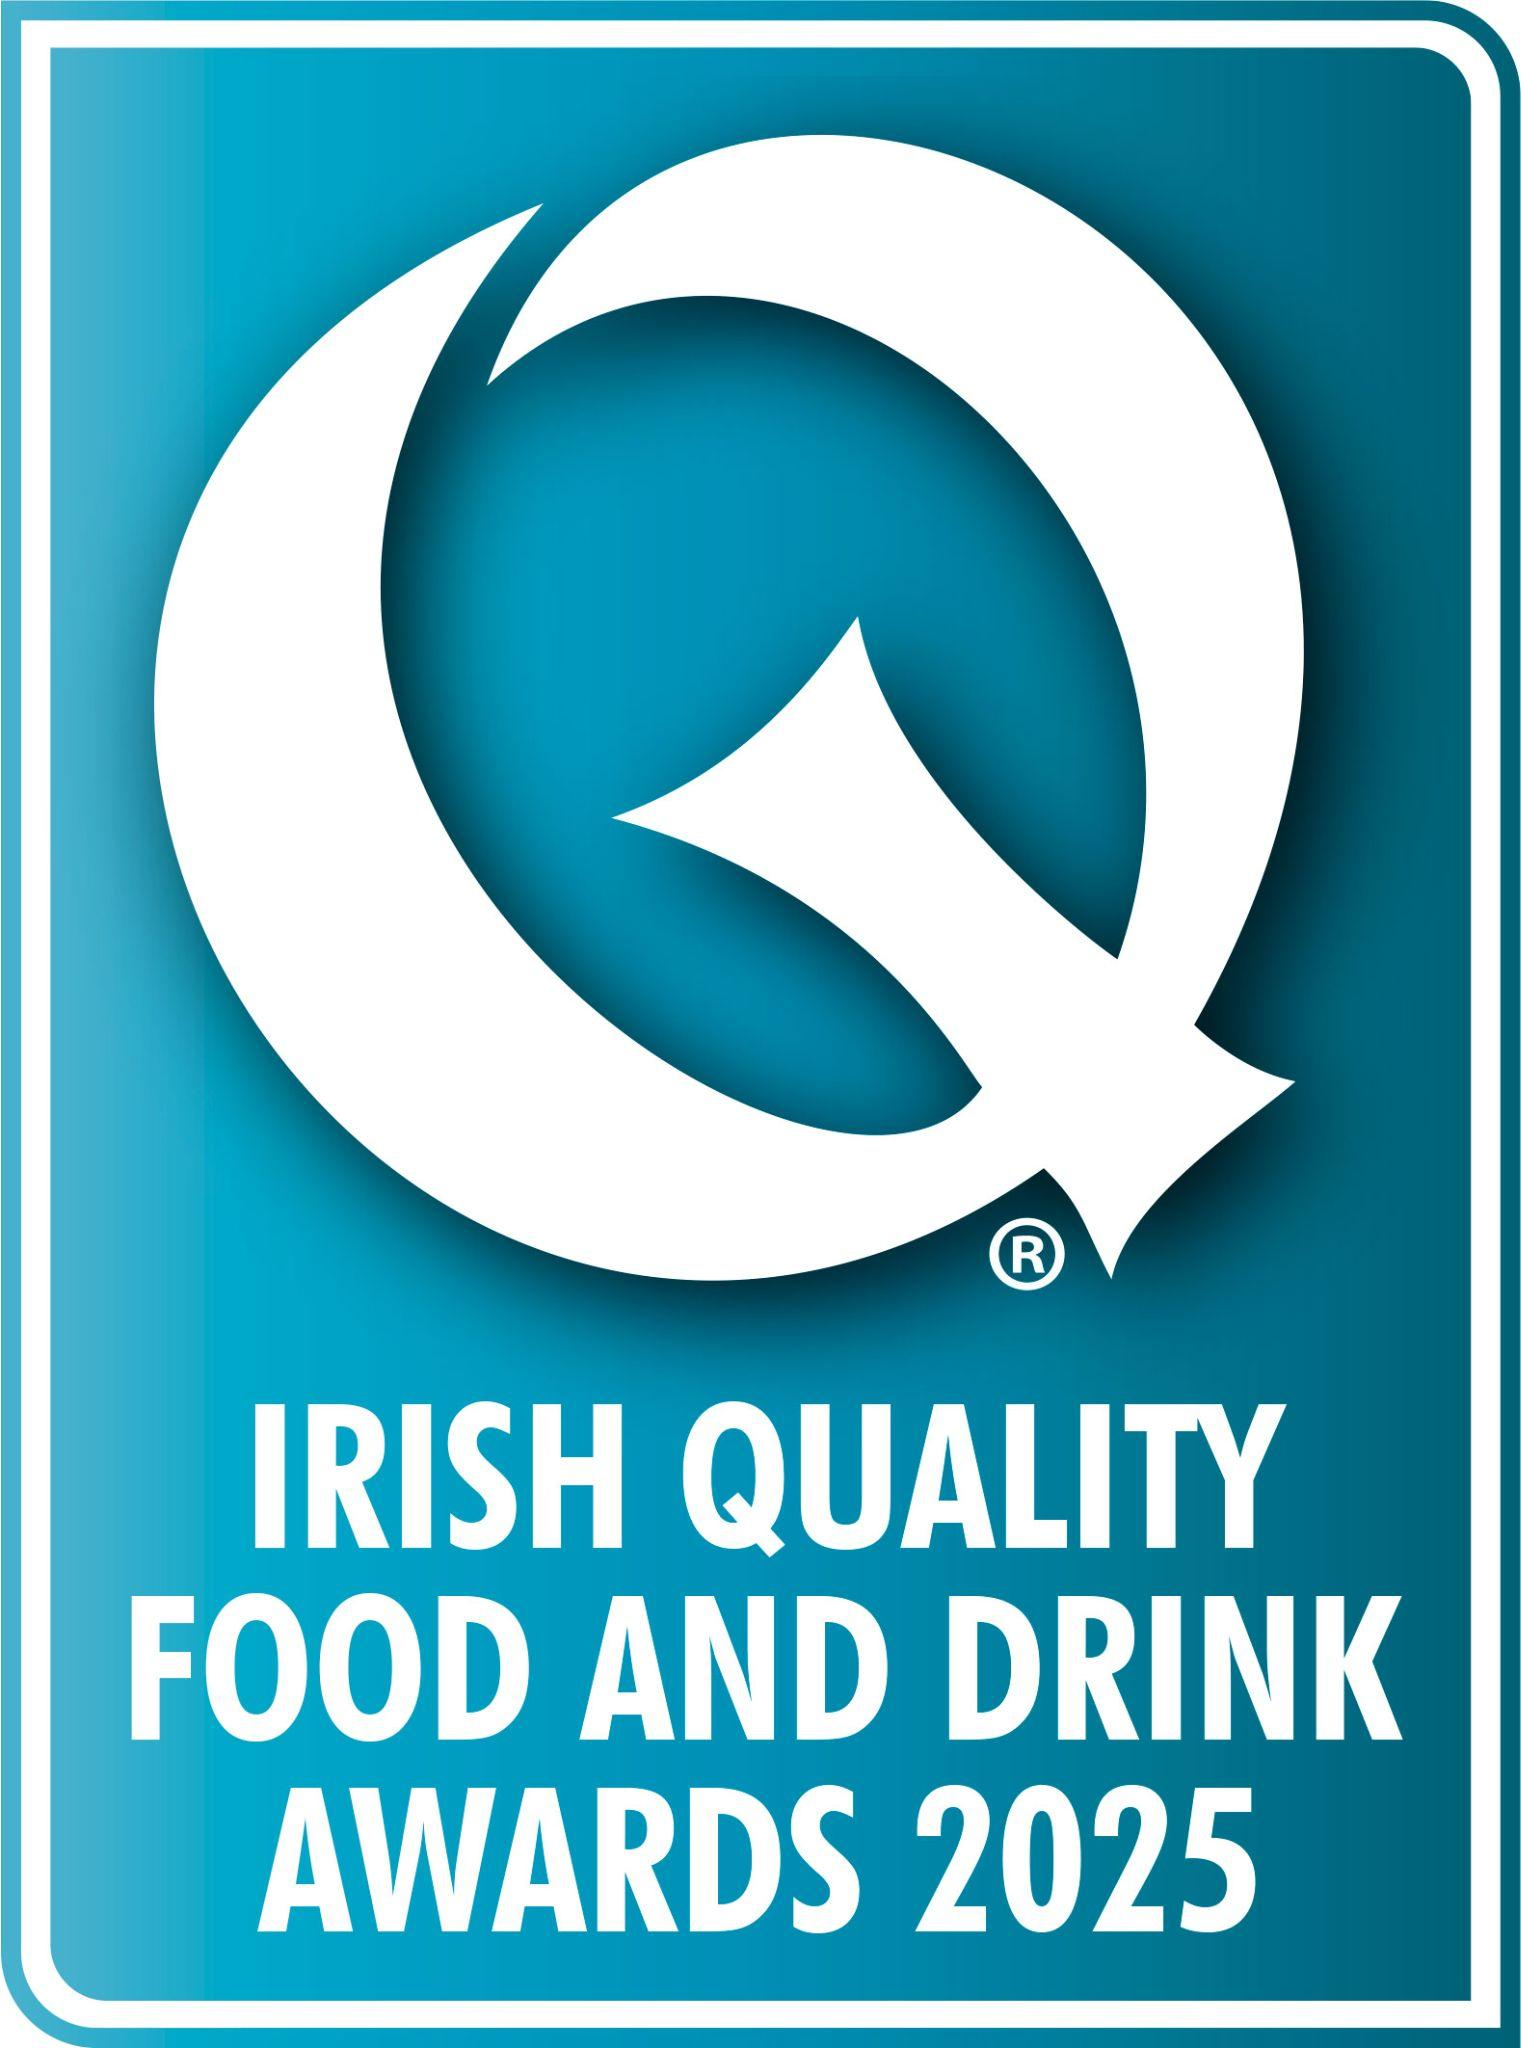 Q
®
IRISH QUALITY
FOOD AND DRINK
AWARDS 2025